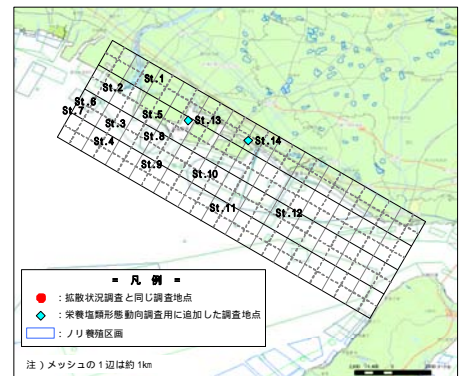 St.1
St.2
St.6
St.7
St.5
St.13
St.3
St.8
St.14
St.4
St.9
St.10
St.11
St.12
= 凡 例 =
：拡散状況調査と同じ調査地点
：栄養塩類形態動向調査用に追加した調査地点
：ノリ養殖区画
注）メッシュの１辺は約 1km